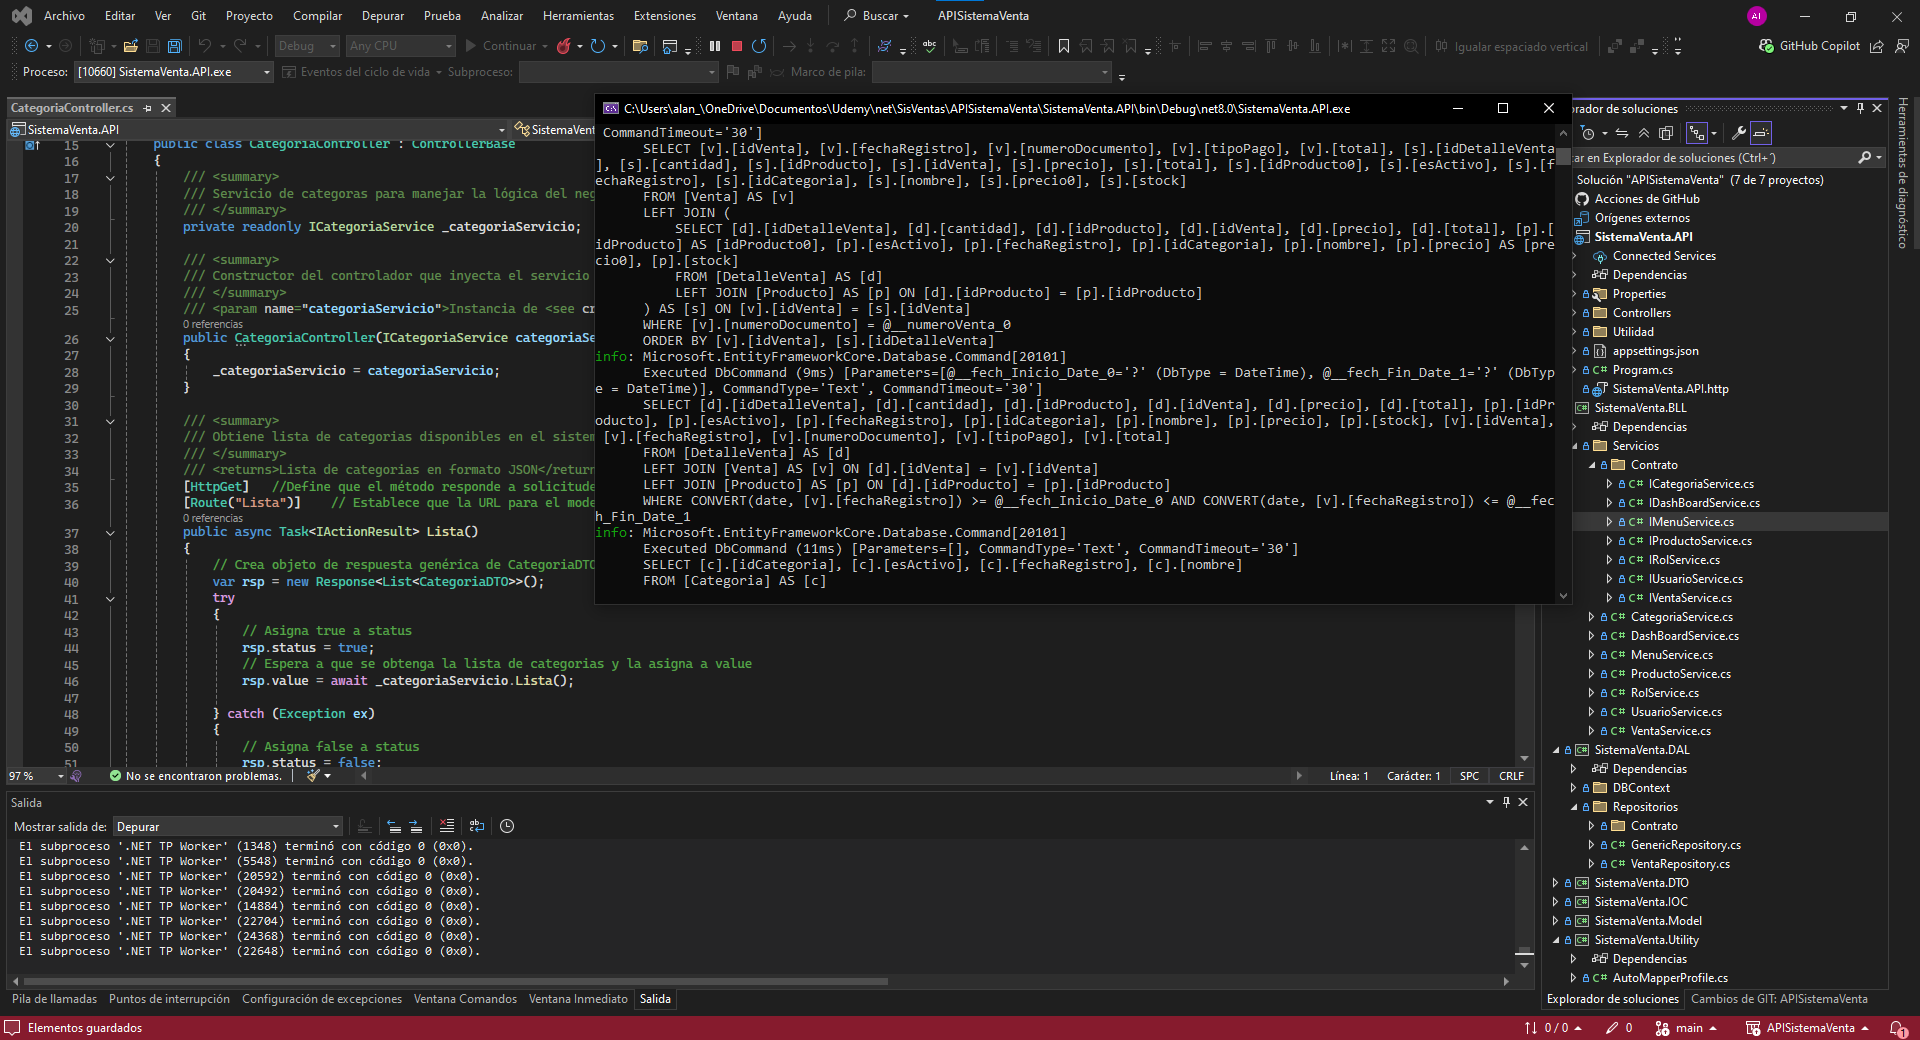 Archivo Editar Ver Git Proyecto Compilar Depurar Prueba Analizar Herramientas Extensiones Ventana Ayuda Buscar APISistemaVenta
AI
Debug Any CPU Continuar Igualar espaciado vertical GitHub Copilot
Proceso: [10660] SistemaVenta.API.exe Eventos del ciclo de vida Subproceso: Marco de pila:
CategoriaController.cs
SistemaVenta.API SistemaVent
15 public class CategoriaController : ControllerBase
16 {
17 /// <summary>
18 /// Servicio de categoras para manejar la lógica del neg
19 /// </summary>
20 private readonly ICategoriaService _categoriaServicio;
21
22 /// <summary>
23 /// Constructor del controlador que inyecta el servicio
24 /// </summary>
25 /// <param name="categoriaServicio">Instancia de <see cr
0 referencias
26 public CategoriaController(ICategoriaService categoriaSe
27 {
28 _categoriaServicio = categoriaServicio;
29 }
30
31 /// <summary>
32 /// Obtiene lista de categorias disponibles en el sistem
33 /// </summary>
34 /// <returns>Lista de categorias en formato JSON</return
35 [HttpGet] //Define que el método responde a solicitude
36 [Route("Lista")] // Establece que la URL para el mode
0 referencias
37 public async Task<IActionResult> Lista()
38 {
39 // Crea objeto de respuesta genérica de CategoriaDTO
40 var rsp = new Response<List<CategoriaDTO>>();
41 try
42 {
43 // Asigna true a status
44 rsp.status = true;
45 // Espera a que se obtenga la lista de categorias y la asigna a value
46 rsp.value = await _categoriaServicio.Lista();
47
48 } catch (Exception ex)
49 {
50 // Asigna false a status
51 rsp.status = false;
97 % No se encontraron problemas. Línea: 1 Carácter: 1 SPC CRLF
C:\Users\alan_\OneDrive\Documentos\Udemy\net\SisVentas\APISistemaVenta\SistemaVenta.API\bin\Debug\net8.0\SistemaVenta.API.exe
CommandTimeout='30']
SELECT [v].[idVenta], [v].[fechaRegistro], [v].[numeroDocumento], [v].[tipoPago], [v].[total], [s].[idDetalleVenta
], [s].[cantidad], [s].[idProducto], [s].[idVenta], [s].[precio], [s].[total], [s].[idProducto0], [s].[esActivo], [s].[f
echaRegistro], [s].[idCategoria], [s].[nombre], [s].[precio0], [s].[stock]
FROM [Venta] AS [v]
LEFT JOIN (
SELECT [d].[idDetalleVenta], [d].[cantidad], [d].[idProducto], [d].[idVenta], [d].[precio], [d].[total], [p].[
idProducto] AS [idProducto0], [p].[esActivo], [p].[fechaRegistro], [p].[idCategoria], [p].[nombre], [p].[precio] AS [pre
cio0], [p].[stock]
FROM [DetalleVenta] AS [d]
LEFT JOIN [Producto] AS [p] ON [d].[idProducto] = [p].[idProducto]
) AS [s] ON [v].[idVenta] = [s].[idVenta]
WHERE [v].[numeroDocumento] = @__numeroVenta_0
ORDER BY [v].[idVenta], [s].[idDetalleVenta]
info: Microsoft.EntityFrameworkCore.Database.Command[20101]
Executed DbCommand (9ms) [Parameters=[@__fech_Inicio_Date_0='?' (DbType = DateTime), @__fech_Fin_Date_1='?' (DbTyp
e = DateTime)], CommandType='Text', CommandTimeout='30']
SELECT [d].[idDetalleVenta], [d].[cantidad], [d].[idProducto], [d].[idVenta], [d].[precio], [d].[total], [p].[idPr
oducto], [p].[esActivo], [p].[fechaRegistro], [p].[idCategoria], [p].[nombre], [p].[precio], [p].[stock], [v].[idVenta],
[v].[fechaRegistro], [v].[numeroDocumento], [v].[tipoPago], [v].[total]
FROM [DetalleVenta] AS [d]
LEFT JOIN [Venta] AS [v] ON [d].[idVenta] = [v].[idVenta]
LEFT JOIN [Producto] AS [p] ON [d].[idProducto] = [p].[idProducto]
WHERE CONVERT(date, [v].[fechaRegistro]) >= @__fech_Inicio_Date_0 AND CONVERT(date, [v].[fechaRegistro]) <= @__fec
h_Fin_Date_1
info: Microsoft.EntityFrameworkCore.Database.Command[20101]
Executed DbCommand (11ms) [Parameters=[], CommandType='Text', CommandTimeout='30']
SELECT [c].[idCategoria], [c].[esActivo], [c].[fechaRegistro], [c].[nombre]
FROM [Categoria] AS [c]
Salida
Mostrar salida de: Depurar
El subproceso '.NET TP Worker' (1348) terminó con código 0 (0x0).
El subproceso '.NET TP Worker' (5548) terminó con código 0 (0x0).
El subproceso '.NET TP Worker' (20592) terminó con código 0 (0x0).
El subproceso '.NET TP Worker' (20492) terminó con código 0 (0x0).
El subproceso '.NET TP Worker' (14884) terminó con código 0 (0x0).
El subproceso '.NET TP Worker' (22704) terminó con código 0 (0x0).
El subproceso '.NET TP Worker' (24368) terminó con código 0 (0x0).
El subproceso '.NET TP Worker' (22648) terminó con código 0 (0x0).
Pila de llamadas Puntos de interrupción Configuración de excepciones Ventana Comandos Ventana Inmediato Salida
orador de soluciones
car en Explorador de soluciones (Ctrl+´)
Solución "APISistemaVenta" (7 de 7 proyectos)
Acciones de GitHub
Orígenes externos
SistemaVenta.API
Connected Services
Dependencias
Properties
Controllers
Utilidad
appsettings.json
C# Program.cs
SistemaVenta.API.http
C# SistemaVenta.BLL
Dependencias
Servicios
Contrato
C# ICategoriaService.cs
C# IDashBoardService.cs
C# IMenuService.cs
C# IProductoService.cs
C# IRolService.cs
C# IUsuarioService.cs
C# IVentaService.cs
C# CategoriaService.cs
C# DashBoardService.cs
C# MenuService.cs
C# ProductoService.cs
C# RolService.cs
C# UsuarioService.cs
C# VentaService.cs
C# SistemaVenta.DAL
Dependencias
DBContext
Repositorios
Contrato
C# GenericRepository.cs
C# VentaRepository.cs
C# SistemaVenta.DTO
C# SistemaVenta.IOC
C# SistemaVenta.Model
C# SistemaVenta.Utility
Dependencias
C# AutoMapperProfile.cs
Explorador de soluciones Cambios de GIT: APISistemaVenta
Herramientas de diagnóstico
Elementos guardados 0 / 0 0 main APISistemaVenta 1